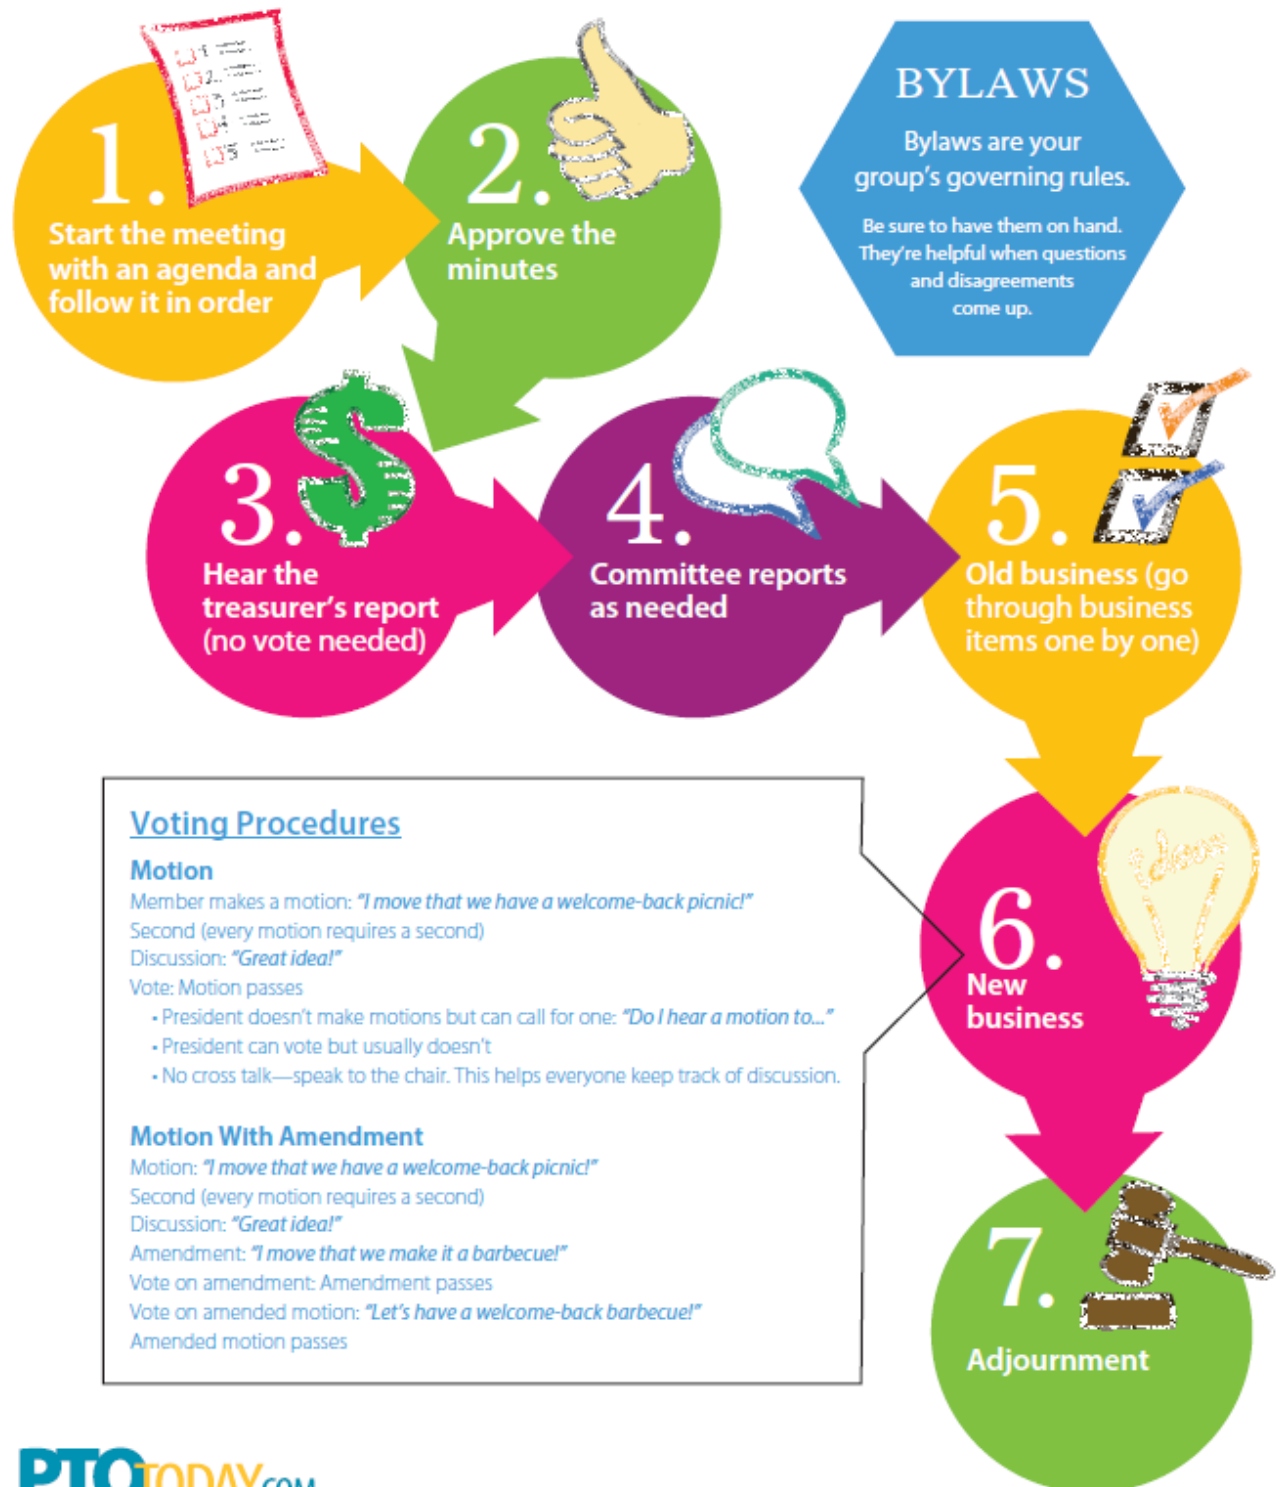 1.
Start the meeting
with an agenda and
follow it in order
2.
Approve the
minutes
BYLAWS
Bylaws are your
group's governing rules.
Be sure to have them on hand.
They're helpful when questions
and disagreements
come up.
3.
Hear the
treasurer's report
(no vote needed)
4.
Committee reports
as needed
5.
Old business (go
through business
items one by one)
Voting Procedures
Motion
Member makes a motion: "I move that we have a welcome-back picnic!"
Second (every motion requires a second)
Discussion: "Great idea!"
Vote: Motion passes
• President doesn't make motions but can call for one: "Do I hear a motion to..."
• President can vote but usually doesn't
• No cross talk—speak to the chair. This helps everyone keep track of discussion.
Motion With Amendment
Motion: "I move that we have a welcome-back picnic!"
Second (every motion requires a second)
Discussion: "Great idea!"
Amendment: "I move that we make it a barbecue!"
Vote on amendment: Amendment passes
Vote on amended motion: "Let's have a welcome-back barbecue!"
Amended motion passes
6.
New
business
7.
Adjournment
PTOTODAY.COM